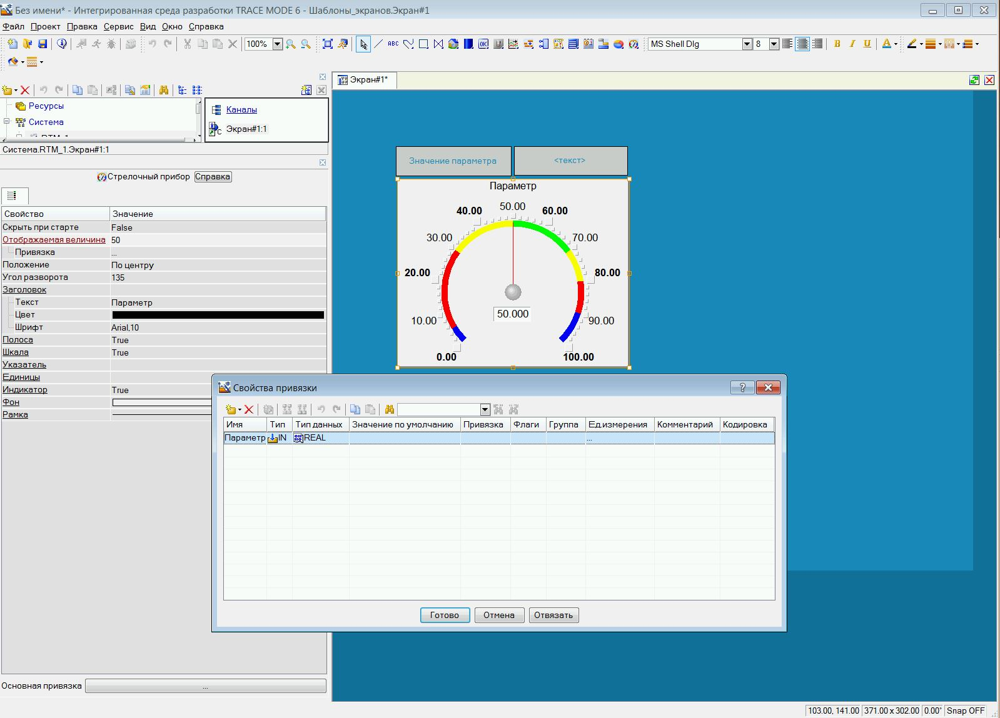 Без имени* - Интегрированная среда разработки TRACE MODE 6 - Шаблоны_экранов.Экран#1
Файл Проект Правка Сервис Вид Окно Справка
100%
ABC
OK
MS Shell Dlg
8
B I U A
Ресурсы
Система
RTM_1
Каналы
Экран#1:1
Система.RTM_1.Экран#1:1
Стрелочный прибор Справка
Свойство Значение
Скрыть при старте False
Отображаемая величина 50
Привязка ...
Положение По центру
Угол разворота 135
Заголовок
Текст Параметр
Цвет
Шрифт Arial,10
Полоса True
Шкала True
Указатель
Единицы
Индикатор True
Фон
Рамка
Основная привязка ...
Экран#1*
Значение параметра <текст>
Параметр
50.00
40.00 60.00
30.00 70.00
20.00 80.00
50.000
10.00 90.00
0.00 100.00
Свойства привязки
?
Имя Тип Тип данных Значение по умолчанию Привязка Флаги Группа Ед.измерения Комментарий Кодировка
Параметр IN REAL ...
Готово Отмена Отвязать
103.00, 141.00 371.00 x 302.00 0.00° Snap OFF